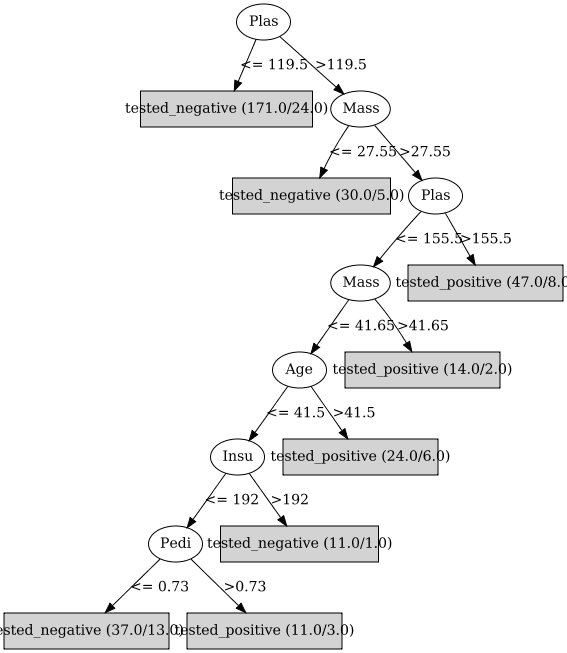 Plas
<= 119.5 >119.5
tested_negative (171.0/24.0) Mass
<= 27.55 >27.55
tested_negative (30.0/5.0) Plas
<= 155.5 >155.5
Mass tested_positive (47.0/8.0
<= 41.65 >41.65
Age tested_positive (14.0/2.0)
<= 41.5 >41.5
Insu tested_positive (24.0/6.0)
<= 192 >192
Pedi tested_negative (11.0/1.0)
<= 0.73 >0.73
ested_negative (37.0/13.0) tested_positive (11.0/3.0)